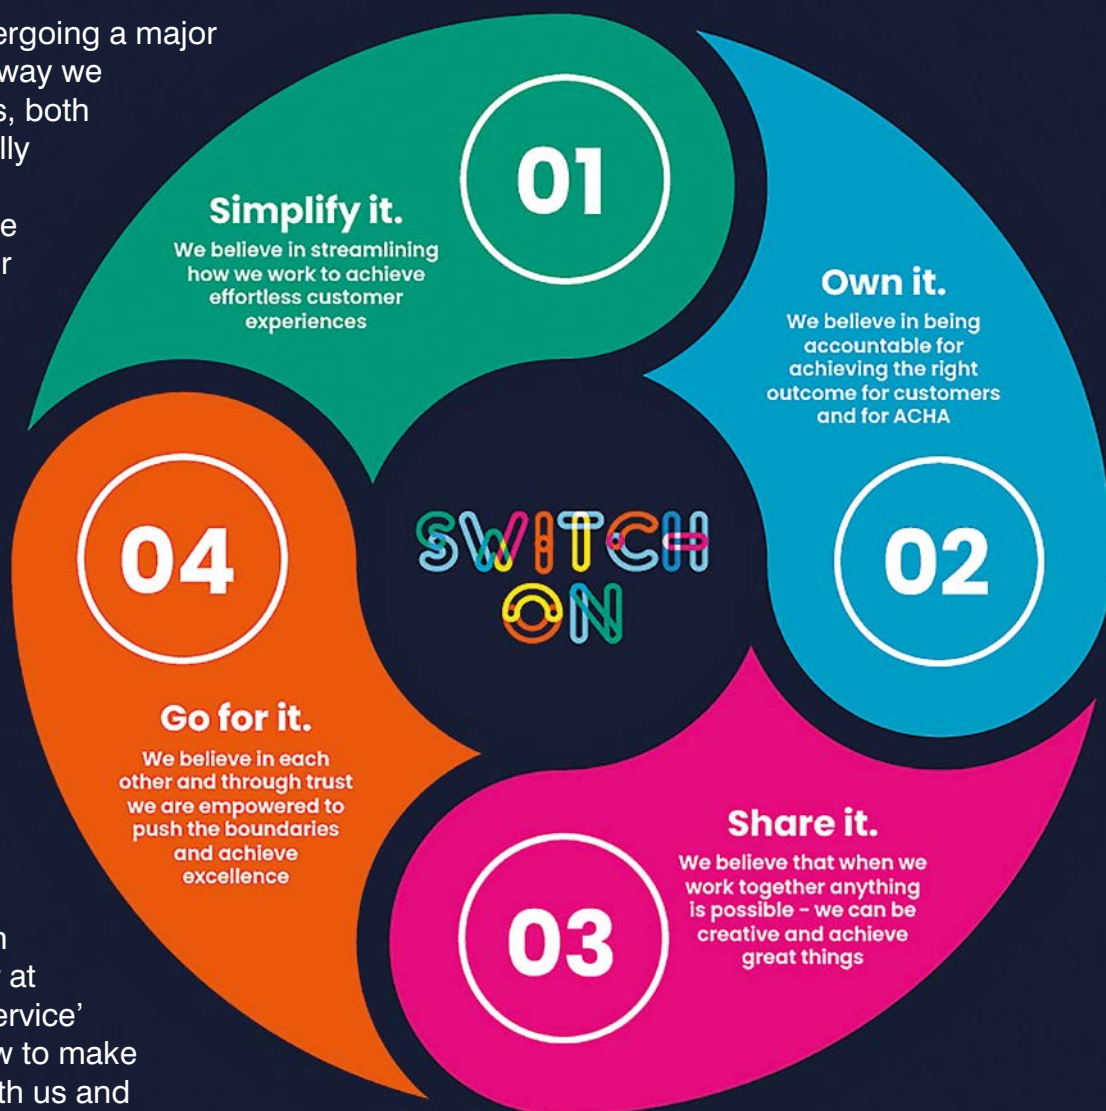 ergoing a major
way we
s, both
lly
e
r
01
Simplify it.
We believe in streamlining
how we work to achieve
effortless customer
experiences
Own it.
We believe in being
accountable for
achieving the right
outcome for customers
and for ACHA
02
SWITCH
ON
04
Go for it.
We believe in each
other and through trust
we are empowered to
push the boundaries
and achieve
excellence
Share it.
We believe that when we
work together anything
is possible – we can be
creative and achieve
great things
03
at
ervice’
w to make
th us and